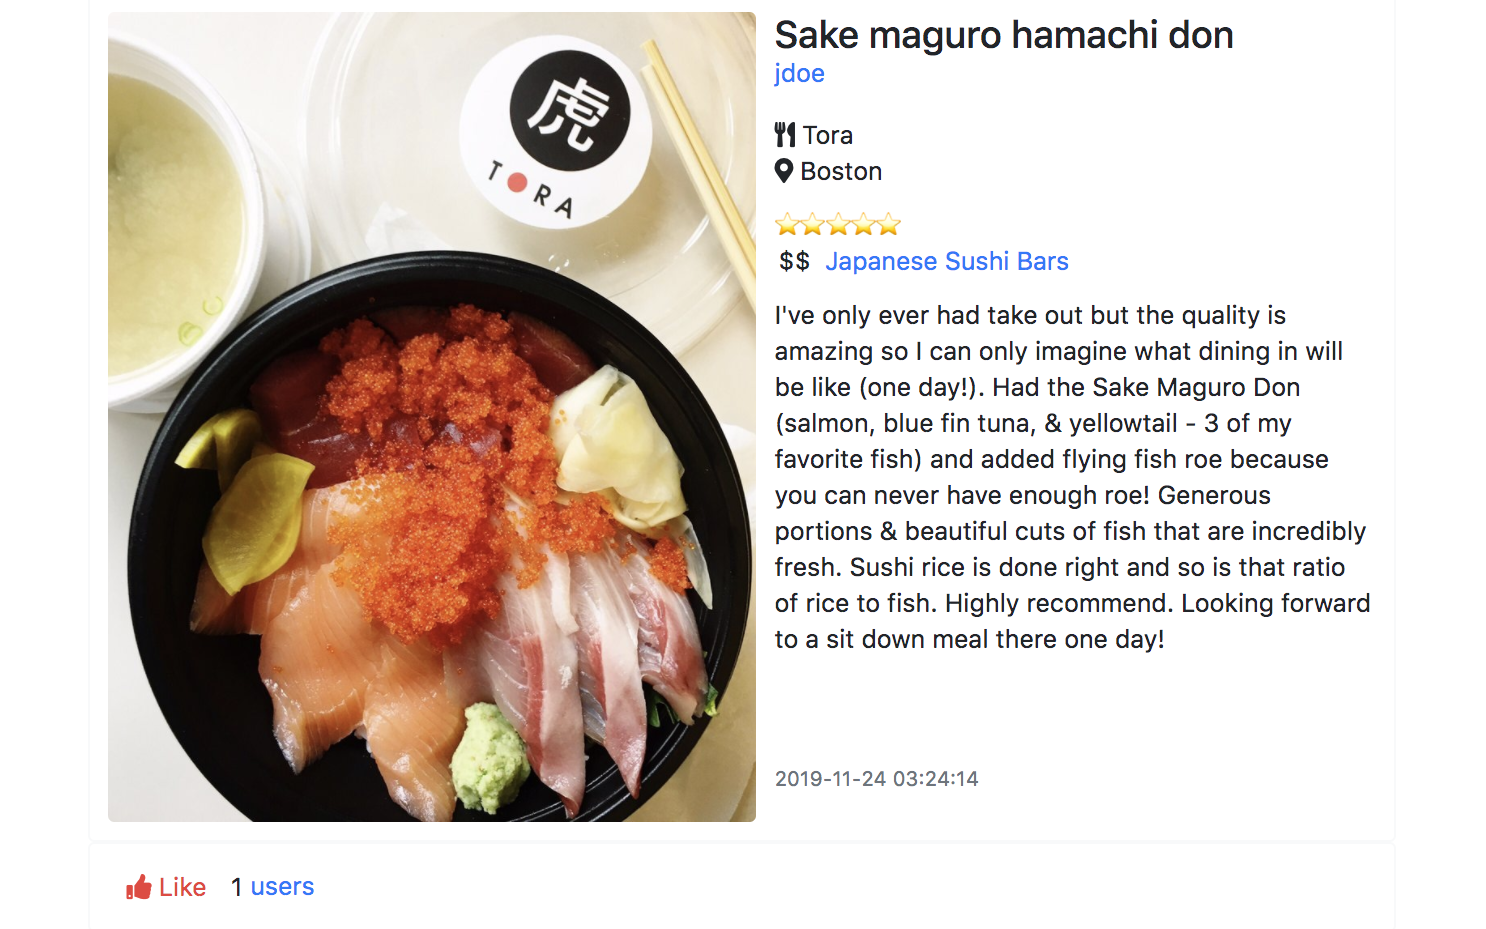 虎
TORA
Sake maguro hamachi don
jdoe
Tora
Boston
$$ Japanese Sushi Bars
I've only ever had take out but the quality is
amazing so I can only imagine what dining in will
be like (one day!). Had the Sake Maguro Don
(salmon, blue fin tuna, & yellowtail - 3 of my
favorite fish) and added flying fish roe because
you can never have enough roe! Generous
portions & beautiful cuts of fish that are incredibly
fresh. Sushi rice is done right and so is that ratio
of rice to fish. Highly recommend. Looking forward
to a sit down meal there one day!
2019-11-24 03:24:14
Like 1 users